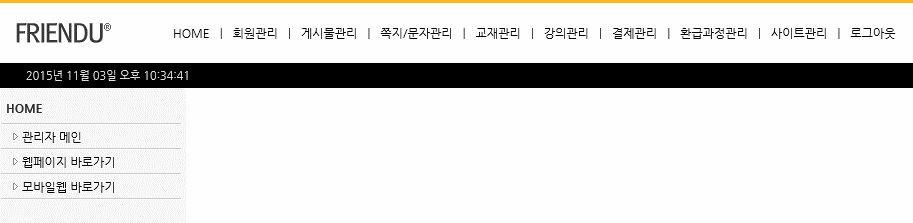 FRIENDU® HOME | 회원관리 | 게시물관리 | 쪽지/문자관리 | 교재관리 | 강의관리 | 결제관리 | 환급과정관리 | 사이트관리 | 로그아웃
2015년 11월 03일 오후 10:34:41
HOME
▷ 관리자 메인
▷ 웹페이지 바로가기
▷ 모바일웹 바로가기